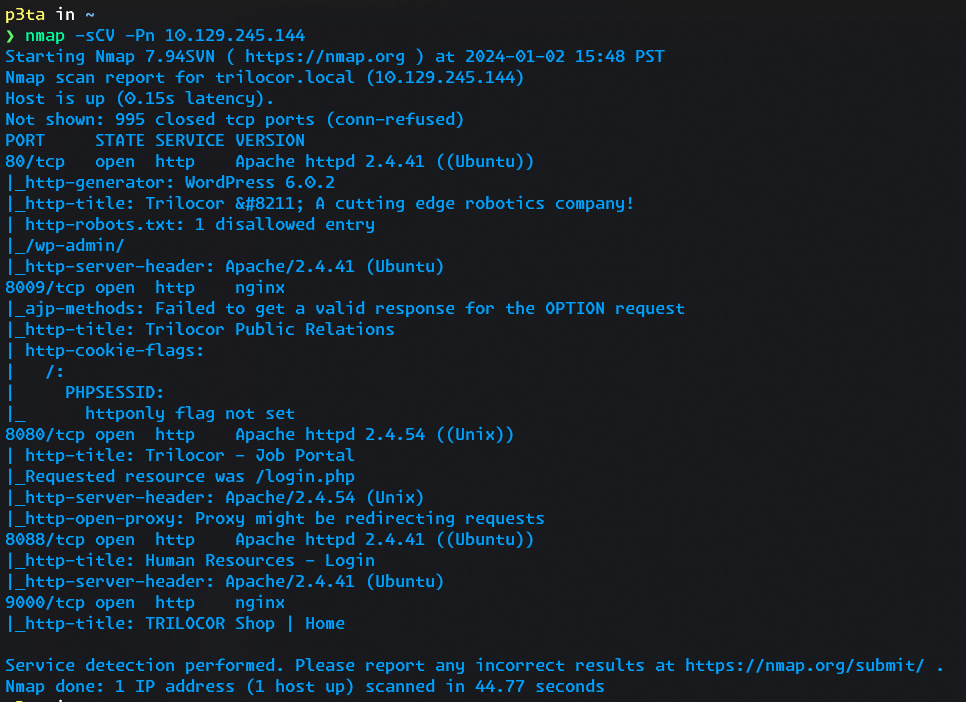 p3ta in ~
❯ nmap -sCV -Pn 10.129.245.144
Starting Nmap 7.94SVN ( https://nmap.org ) at 2024-01-02 15:48 PST
Nmap scan report for trilocor.local (10.129.245.144)
Host is up (0.15s latency).
Not shown: 995 closed tcp ports (conn-refused)
PORT     STATE SERVICE VERSION
80/tcp   open  http    Apache httpd 2.4.41 ((Ubuntu))
|_http-generator: WordPress 6.0.2
|_http-title: Trilocor &#8211; A cutting edge robotics company!
| http-robots.txt: 1 disallowed entry
|_/wp-admin/
|_http-server-header: Apache/2.4.41 (Ubuntu)
8009/tcp open  http    nginx
|_ajp-methods: Failed to get a valid response for the OPTION request
|_http-title: Trilocor Public Relations
| http-cookie-flags:
|   /:
|     PHPSESSID:
|_      httponly flag not set
8080/tcp open  http    Apache httpd 2.4.54 ((Unix))
| http-title: Trilocor - Job Portal
|_Requested resource was /login.php
|_http-server-header: Apache/2.4.54 (Unix)
|_http-open-proxy: Proxy might be redirecting requests
8088/tcp open  http    Apache httpd 2.4.41 ((Ubuntu))
|_http-title: Human Resources - Login
|_http-server-header: Apache/2.4.41 (Ubuntu)
9000/tcp open  http    nginx
|_http-title: TRILOCOR Shop | Home

Service detection performed. Please report any incorrect results at https://nmap.org/submit/ .
Nmap done: 1 IP address (1 host up) scanned in 44.77 seconds